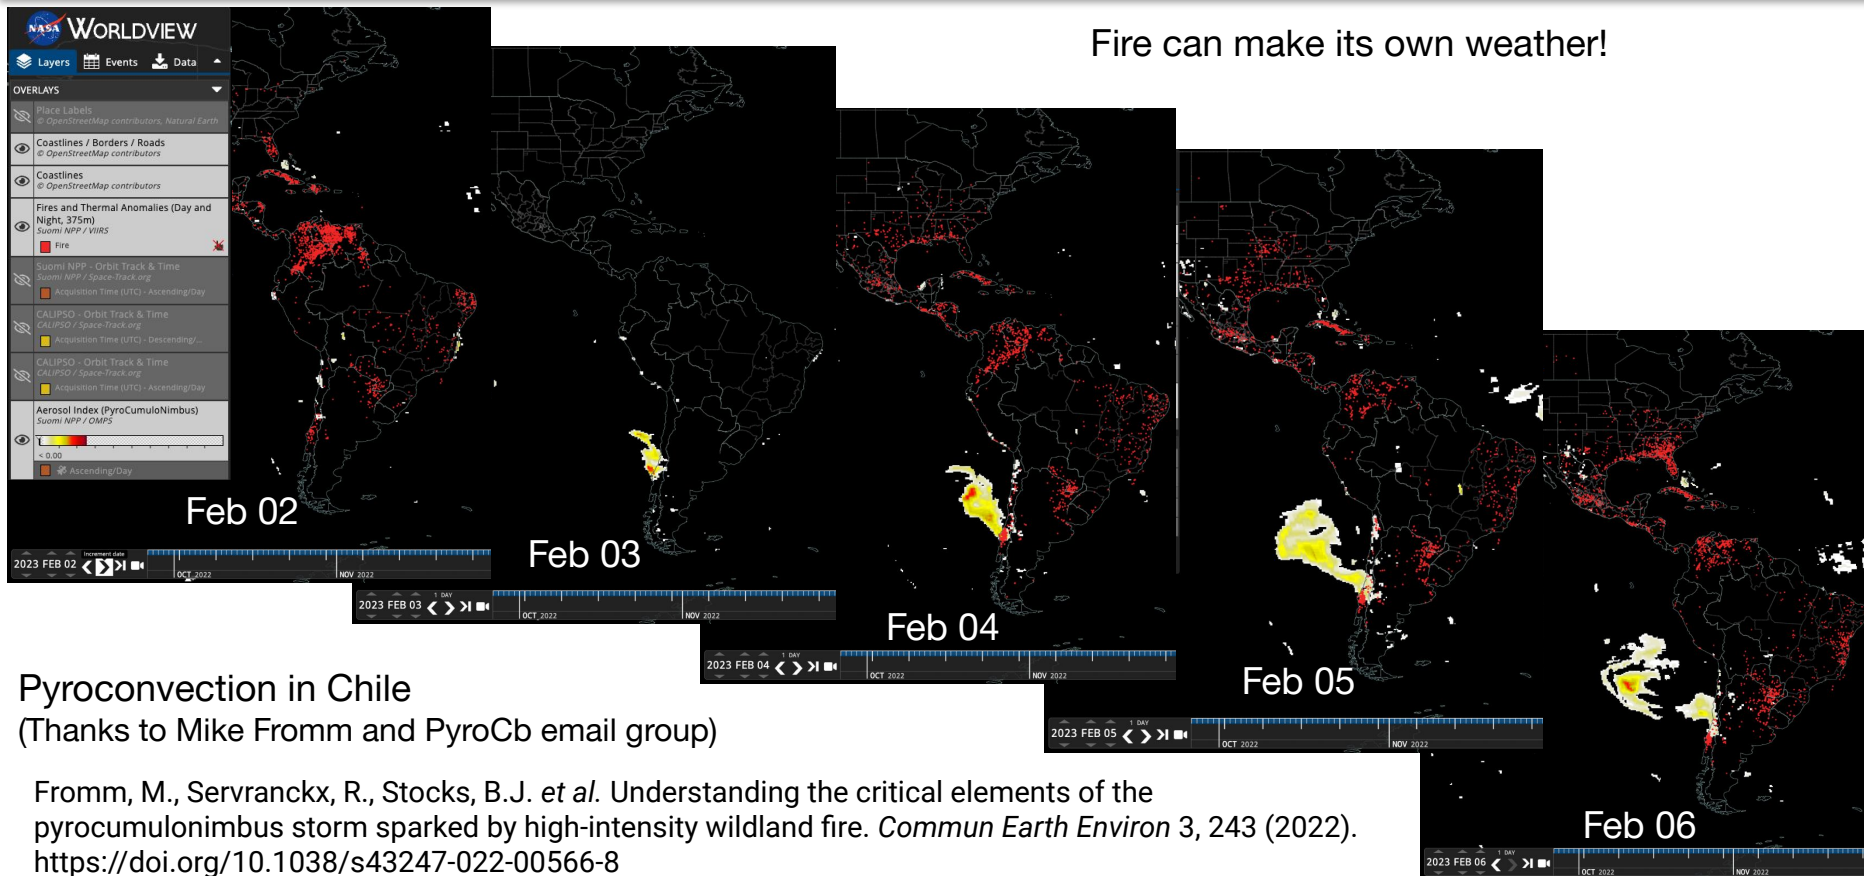 Fire can make its own weather!
NASA WORLDVIEW
Layers Events Data
OVERLAYS
Place Labels
© OpenStreetMap contributors, Natural Earth
Coastlines / Borders / Roads
© OpenStreetMap contributors
Coastlines
© OpenStreetMap contributors
Fires and Thermal Anomalies (Day and
Night, 375m)
Suomi NPP / VIIRS
Fire
Suomi NPP - Orbit Track & Time
Suomi NPP / Space-Track.org
Acquisition Time (UTC) - Ascending/Day
CALIPSO - Orbit Track & Time
CALIPSO / Space-Track.org
Acquisition Time (UTC) - Descending/...
CALIPSO - Orbit Track & Time
CALIPSO / Space-Track.org
Acquisition Time (UTC) - Ascending/Day
Aerosol Index (PyroCumuloNimbus)
Suomi NPP / OMPS
< 0.00
Ascending/Day
Feb 02
Increment date
2023 FEB 02
OCT 2022 NOV 2022
Feb 03
1 DAY
2023 FEB 03
OCT 2022 NOV 2022
Feb 04
1 DAY
2023 FEB 04
OCT 2022 NOV 2022
Feb 05
1 DAY
2023 FEB 05
OCT 2022 NOV 2022
Feb 06
1 DAY
2023 FEB 06
OCT 2022 NOV 2022
Pyroconvection in Chile
(Thanks to Mike Fromm and PyroCb email group)
Fromm, M., Servranckx, R., Stocks, B.J. et al. Understanding the critical elements of the
pyrocumulonimbus storm sparked by high-intensity wildland fire. Commun Earth Environ 3, 243 (2022).
https://doi.org/10.1038/s43247-022-00566-8